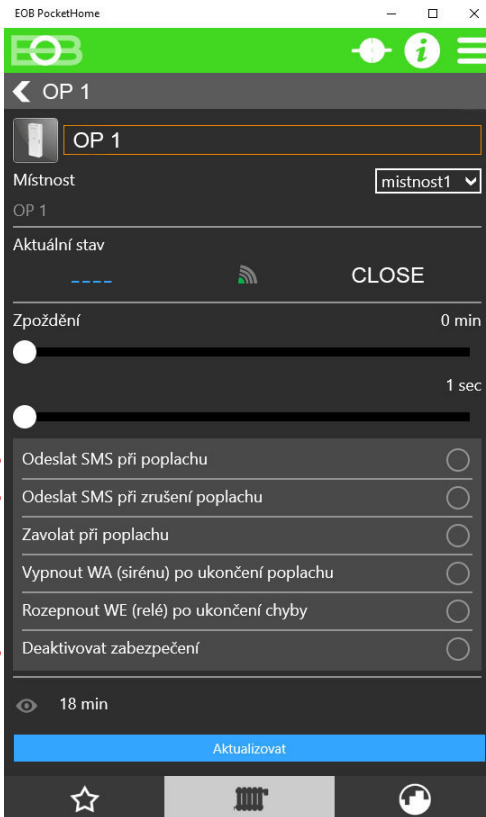 EOB PocketHome
EOB
OP 1
OP 1
Místnost
mistnost1
OP 1
Aktuální stav
---- CLOSE
Zpoždění 0 min
1 sec
Odeslat SMS při poplachu
Odeslat SMS při zrušení poplachu
Zavolat při poplachu
Vypnout WA (sirénu) po ukončení poplachu
Rozepnout WE (relé) po ukončení chyby
Deaktivovat zabezpečení
18 min
Aktualizovat